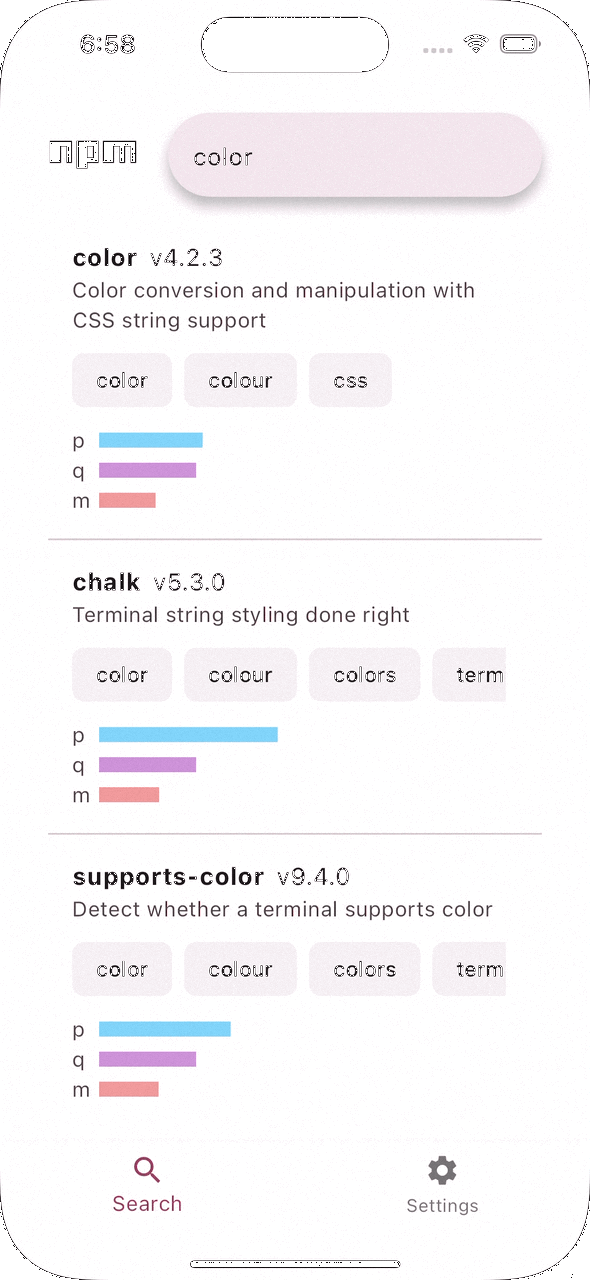 6:58
npm
color
color v4.2.3
Color conversion and manipulation with
CSS string support
color colour css
p
q
m
chalk v5.3.0
Terminal string styling done right
color colour colors term
p
q
m
supports-color v9.4.0
Detect whether a terminal supports color
color colour colors term
p
q
m
Search Settings